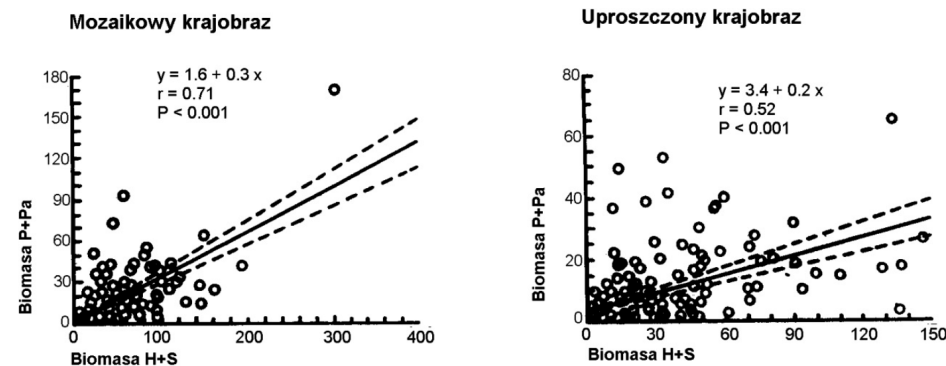 Mozaikowy krajobraz
y = 1.6 + 0.3 x
r = 0.71
P < 0.001
Biomasa P+Pa
180
150
120
90
60
30
0
0 100 200 300 400
Biomasa H+S
Uproszczony krajobraz
y = 3.4 + 0.2 x
r = 0.52
P < 0.001
Biomasa P+Pa
80
60
40
20
0
0 30 60 90 120 150
Biomasa H+S